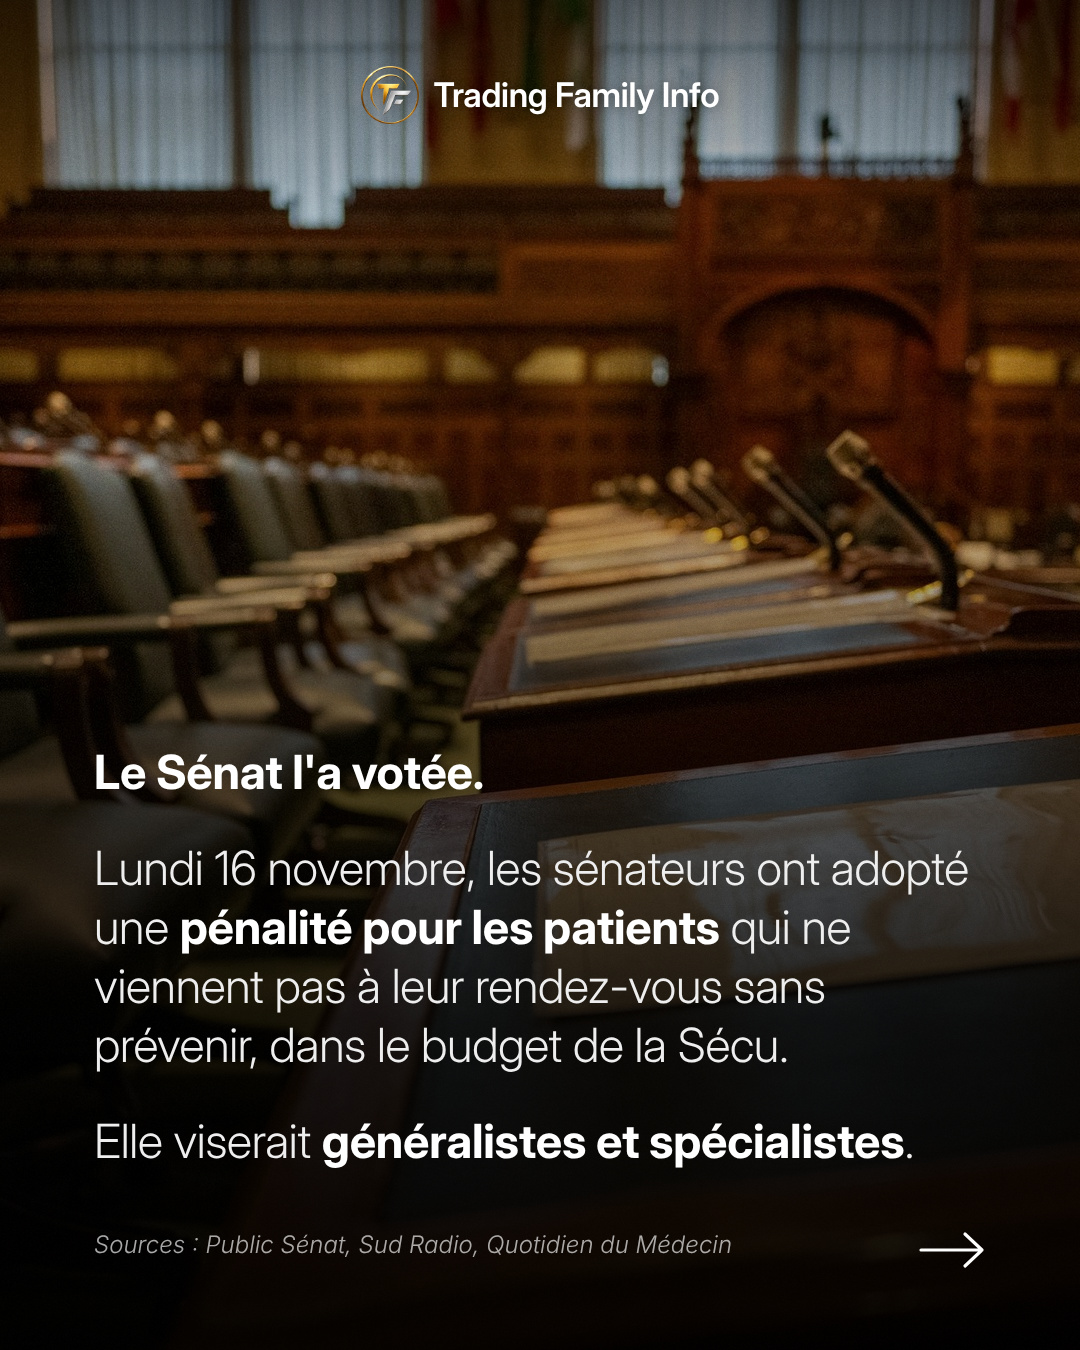 TF Trading Family Info
Le Sénat l'a votée.
Lundi 16 novembre, les sénateurs ont adopté
une pénalité pour les patients qui ne
viennent pas à leur rendez-vous sans
prévenir, dans le budget de la Sécu.
Elle viserait généralistes et spécialistes.
Sources : Public Sénat, Sud Radio, Quotidien du Médecin